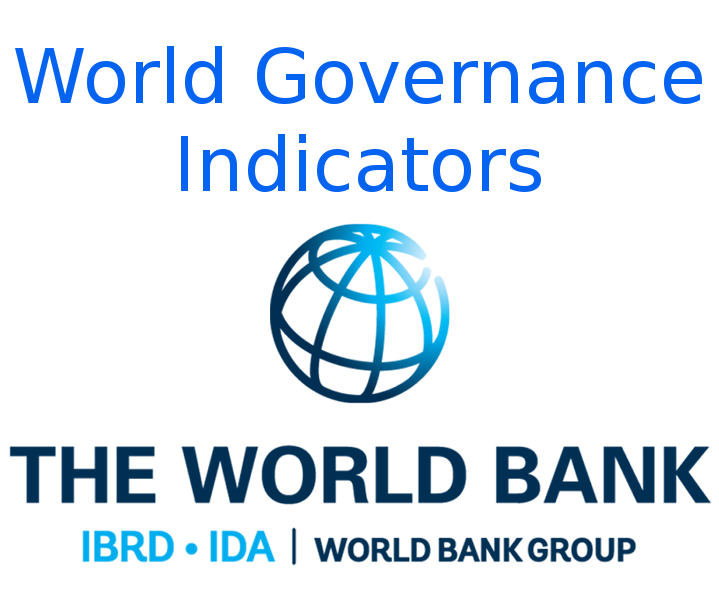 World Governance
Indicators
THE WORLD BANK
IBRD • IDA | WORLD BANK GROUP